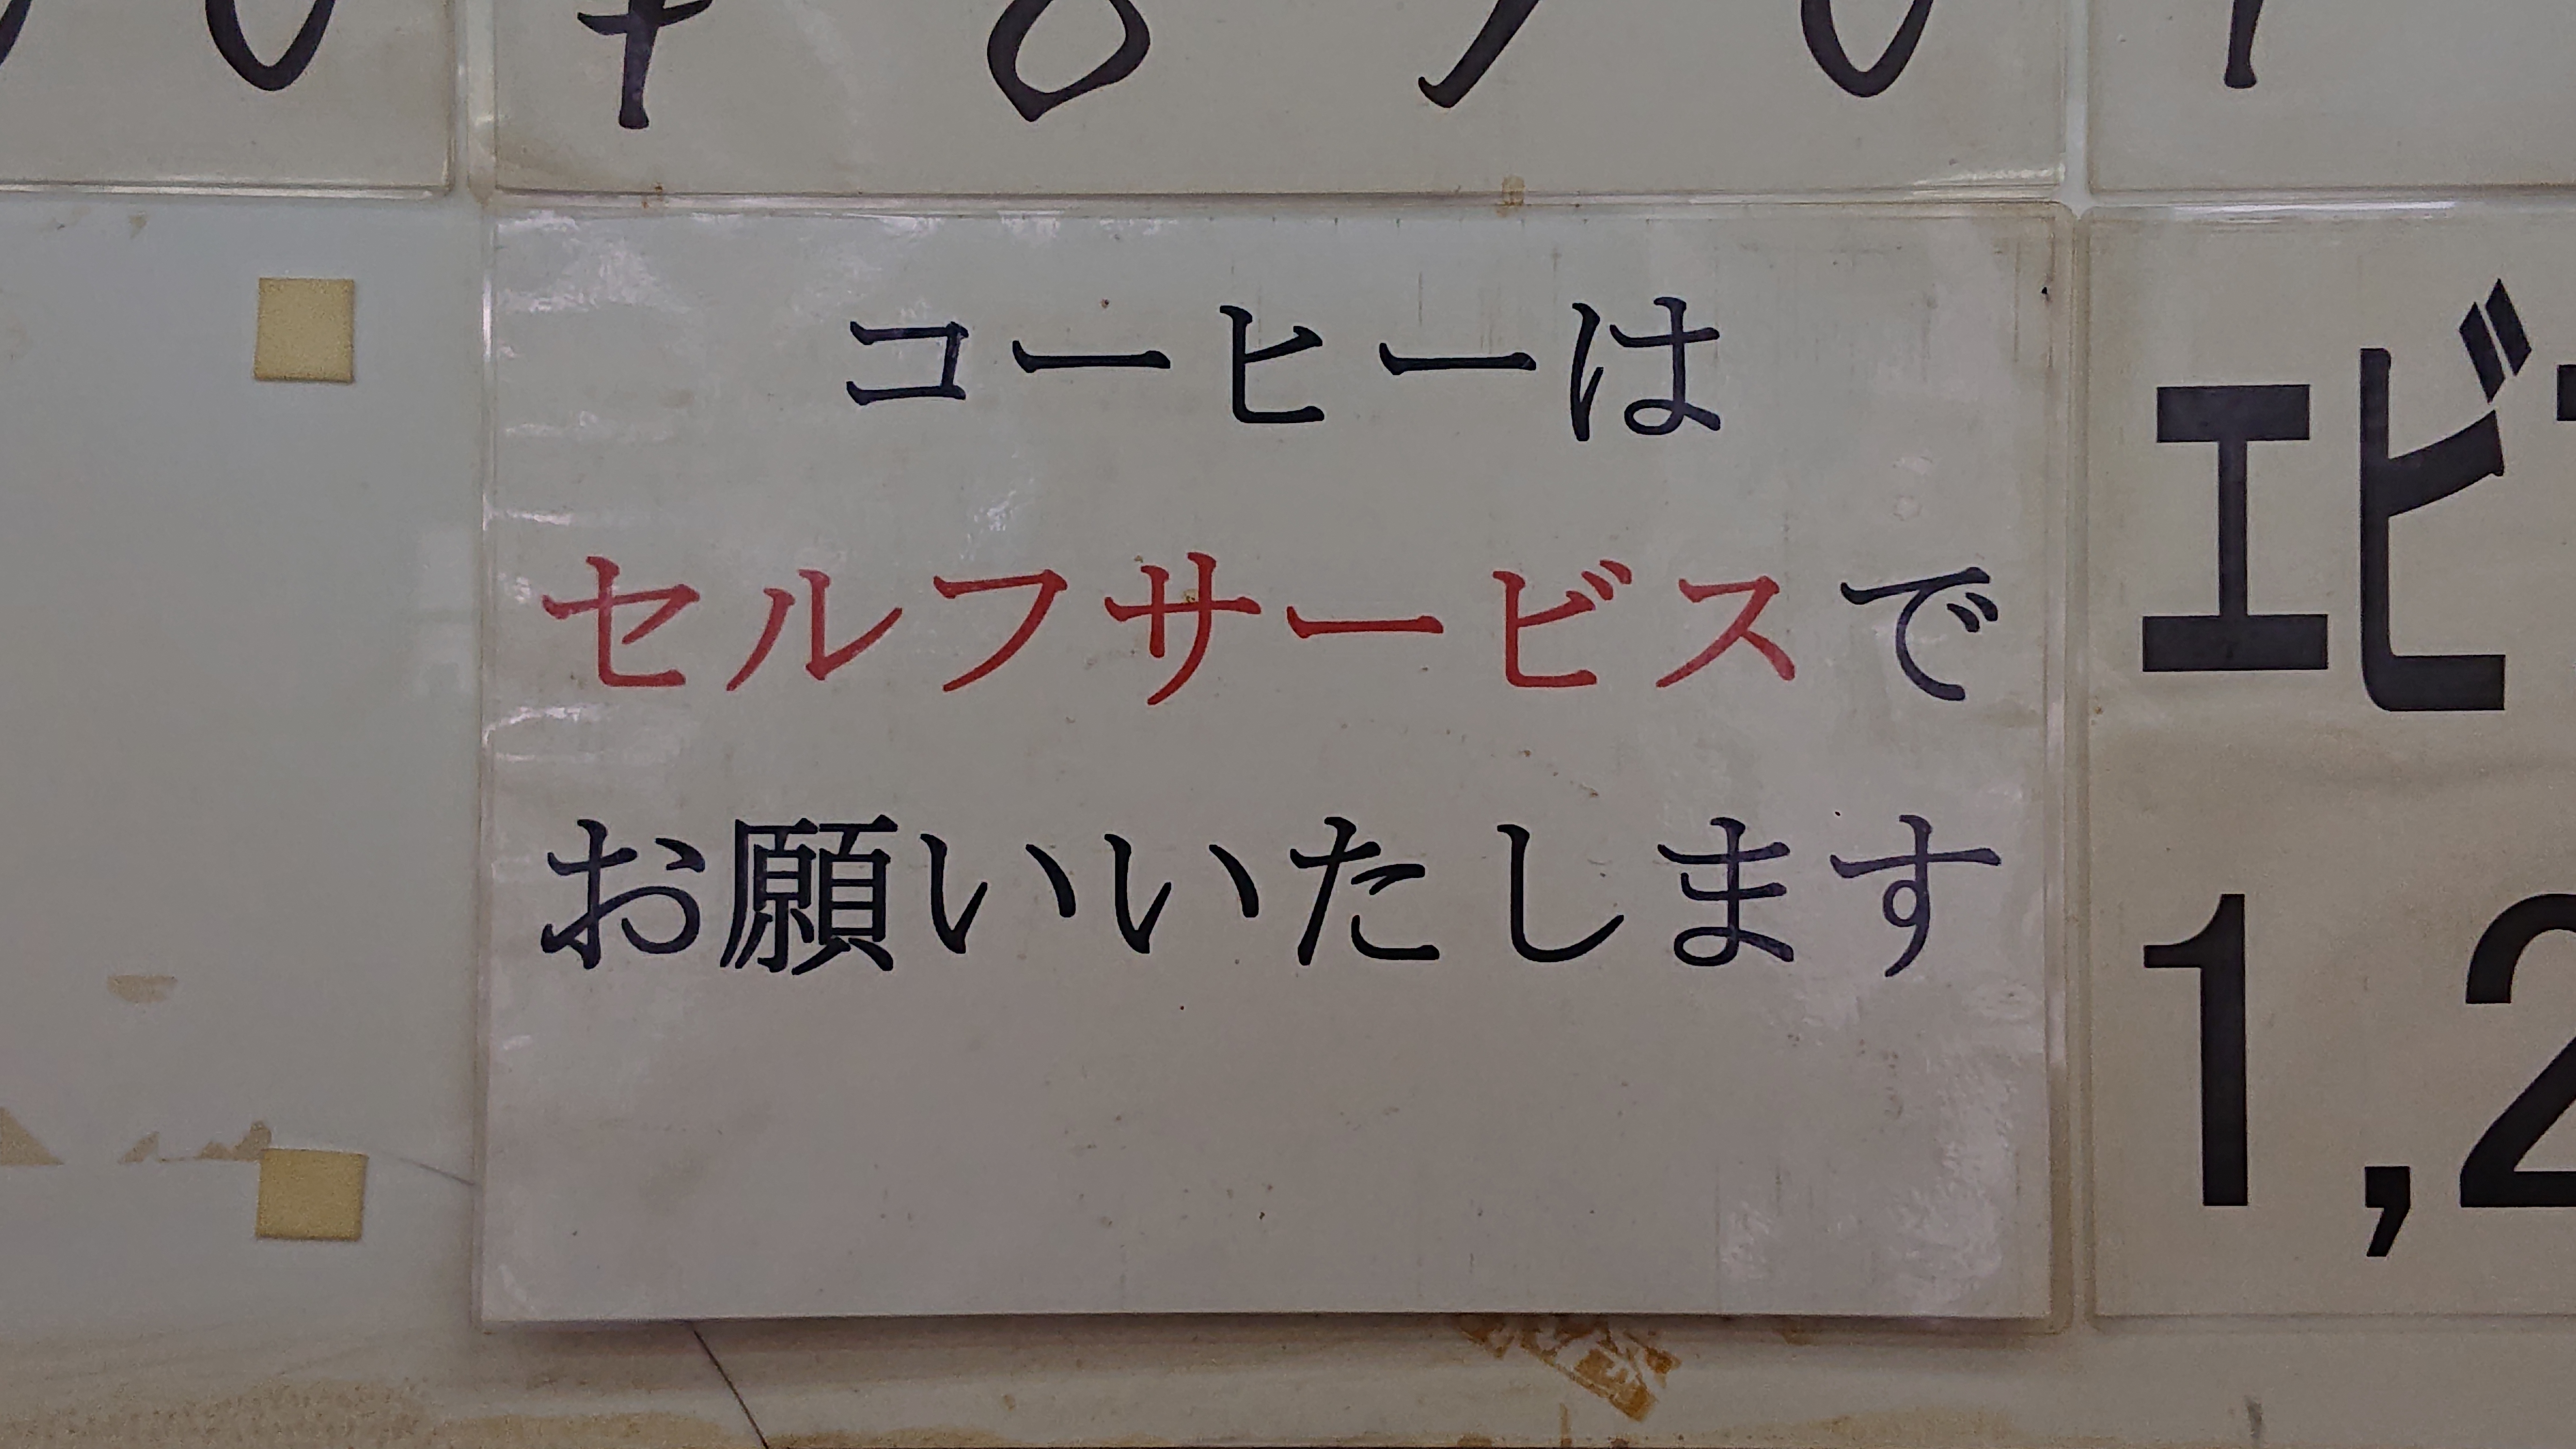 コーヒーは
セルフサービスで
お願いいたします
エビ
1,2